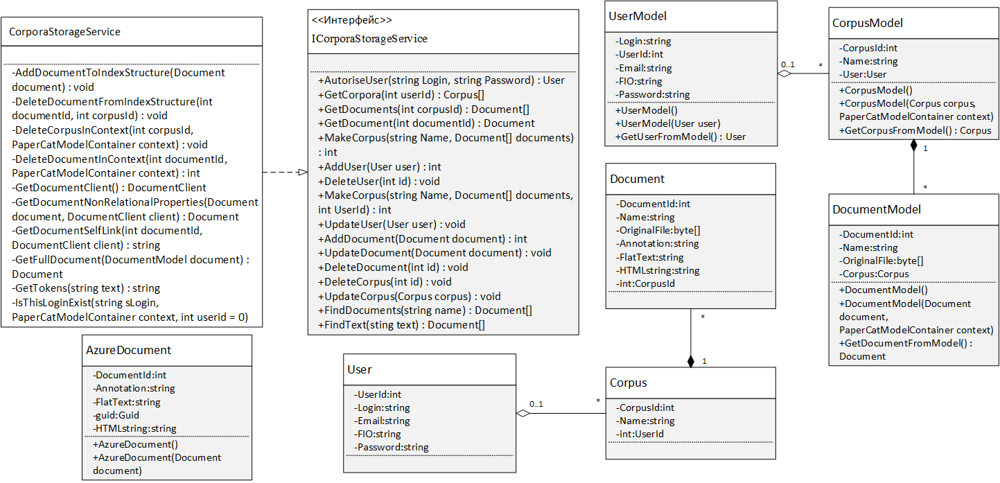 CorporaStorageService
-AddDocumentToIndexStructure(Document
document) : void
-DeleteDocumentFromIndexStructure(int
documentId, int corpusId) : void
-DeleteCorpusInContext(int corpusId,
PaperCatModelContainer context) : void
-DeleteDocumentInContext(int documentId,
PaperCatModelContainer context) : int
-GetDocumentClient() : DocumentClient
-GetDocumentNonRelationalProperties(Document
document, DocumentClient client) : Document
-GetDocumentSelfLink(int documentId,
DocumentClient client) : string
-GetFullDocument(DocumentModel document) :
Document
-GetTokens(string text) : string
-IsThisLoginExist(string sLogin,
PaperCatModelContainer context, int userid = 0)
<<Интерфейс>>
ICorporaStorageService
+AutoriseUser(string Login, string Password) : User
+GetCorpora(int userId) : Corpus[]
+GetDocuments(int corpusId) : Document[]
+GetDocument(int documentId) : Document
+MakeCorpus(string Name, Document[] documents)
: int
+AddUser(User user) : int
+DeleteUser(int id) : void
+MakeCorpus(string Name, Document[] documents,
int UserId) : int
+UpdateUser(User user) : void
+AddDocument(Document document) : int
+UpdateDocument(Document document) : void
+DeleteDocument(int id) : void
+DeleteCorpus(int id) : void
+UpdateCorpus(Corpus corpus) : void
+FindDocuments(string name) : Document[]
+FindText(sting text) : Document[]
UserModel
-Login:string
-UserId:int
-Email:string
-FIO:string
-Password:string
+UserModel()
+UserModel(User user)
+GetUserFromModel() : User
0..1
*
CorpusModel
-CorpusId:int
-Name:string
-User:User
+CorpusModel()
+CorpusModel(Corpus corpus,
PaperCatModelContainer context)
+GetCorpusFromModel() : Corpus
1
*
DocumentModel
-DocumentId:int
-Name:string
-OriginalFile:byte[]
-Corpus:Corpus
+DocumentModel()
+DocumentModel(Document
document,
PaperCatModelContainer context)
+GetDocumentFromModel() :
Document
Document
-DocumentId:int
-Name:string
-OriginalFile:byte[]
-Annotation:string
-FlatText:string
-HTMLstring:string
-int:CorpusId
*
1
Corpus
-CorpusId:int
-Name:string
-int:UserId
0..1
*
User
-UserId:int
-Login:string
-Email:string
-FIO:string
-Password:string
AzureDocument
-DocumentId:int
-Annotation:string
-FlatText:string
-guid:Guid
-HTMLstring:string
+AzureDocument()
+AzureDocument(Document
document)